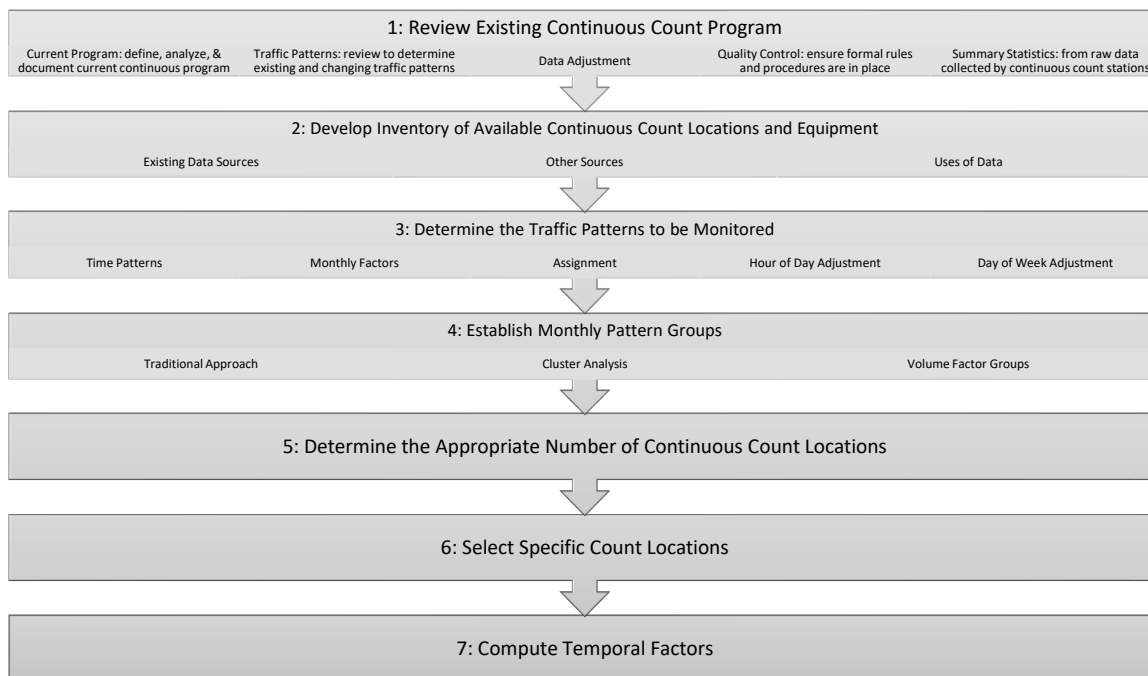 1: Review Existing Continuous Count Program
Current Program: define, analyze, &
document current continuous program
Traffic Patterns: review to determine
existing and changing traffic patterns
Data Adjustment
Quality Control: ensure formal rules
and procedures are in place
Summary Statistics: from raw data
collected by continuous count stations
2: Develop Inventory of Available Continuous Count Locations and Equipment
Existing Data Sources
Other Sources
Uses of Data
3: Determine the Traffic Patterns to be Monitored
Time Patterns
Monthly Factors
Assignment
Hour of Day Adjustment
Day of Week Adjustment
4: Establish Monthly Pattern Groups
Traditional Approach
Cluster Analysis
Volume Factor Groups
5: Determine the Appropriate Number of Continuous Count Locations
6: Select Specific Count Locations
7: Compute Temporal Factors